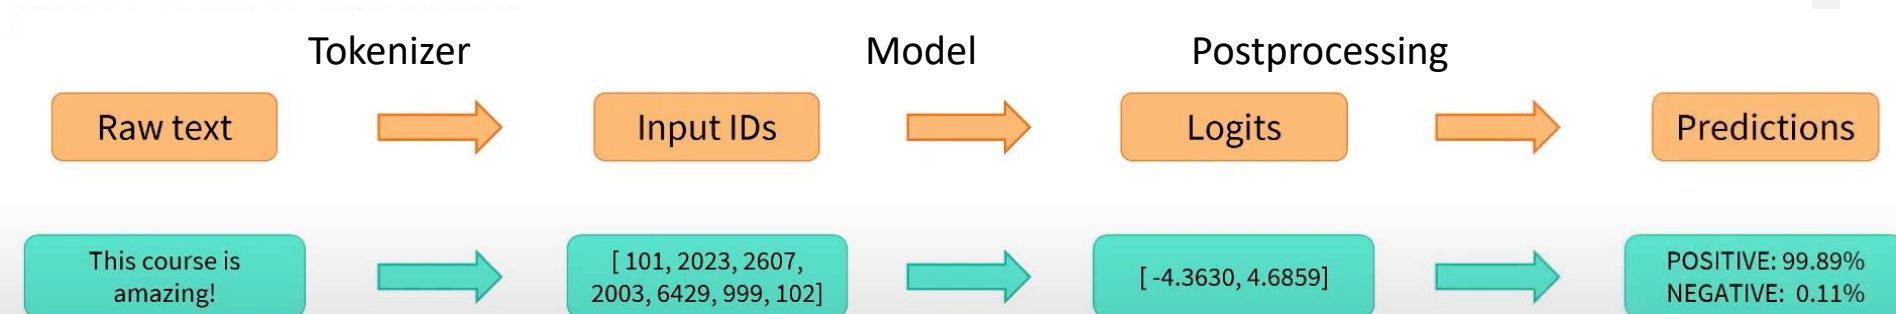 Tokenizer
Model
Postprocessing
Raw text
Input IDs
Logits
Predictions
This course is
amazing!
[ 101, 2023, 2607,
2003, 6429, 999, 102]
[ -4.3630, 4.6859]
POSITIVE: 99.89%
NEGATIVE: 0.11%